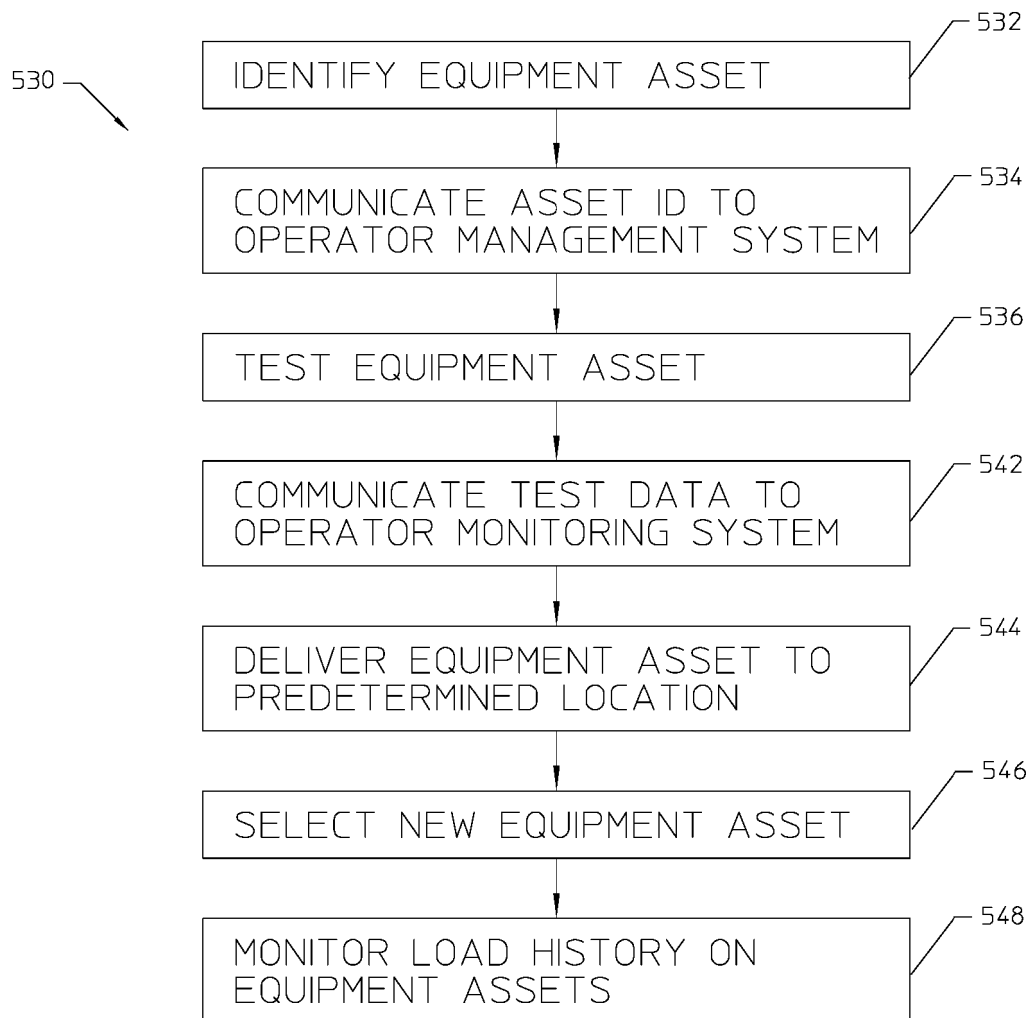 532
530
IDENTIFY EQUIPMENT ASSET
534
COMMUNICATE ASSET ID TO
OPERATOR MANAGEMENT SYSTEM
536
TEST EQUIPMENT ASSET
542
COMMUNICATE TEST DATA TO
OPERATOR MONITORING SYSTEM
544
DELIVER EQUIPMENT ASSET TO
PREDETERMINED LOCATION
546
SELECT NEW EQUIPMENT ASSET
548
MONITOR LOAD HISTORY ON
EQUIPMENT ASSETS